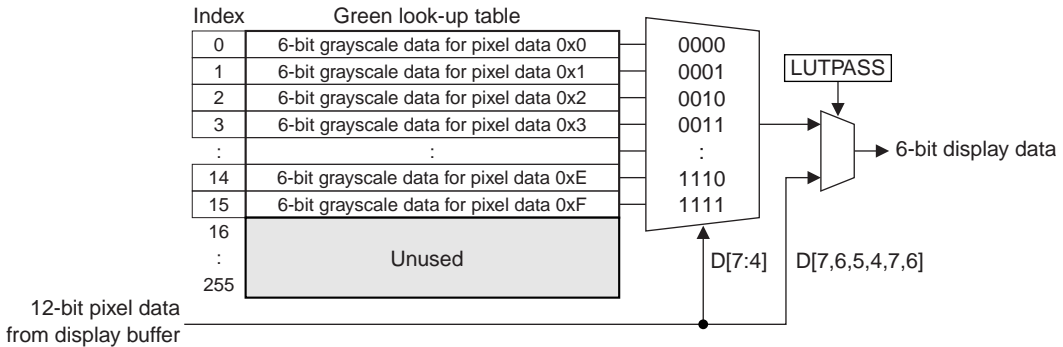 Index Green look-up table
0 6-bit grayscale data for pixel data 0x0 0000
1 6-bit grayscale data for pixel data 0x1 0001
LUTPASS
2 6-bit grayscale data for pixel data 0x2 0010
3 6-bit grayscale data for pixel data 0x3 0011
: : :
6-bit display data
14 6-bit grayscale data for pixel data 0xE 1110
15 6-bit grayscale data for pixel data 0xF 1111
16
: Unused D[7:4] D[7,6,5,4,7,6]
255
12-bit pixel data
from display buffer